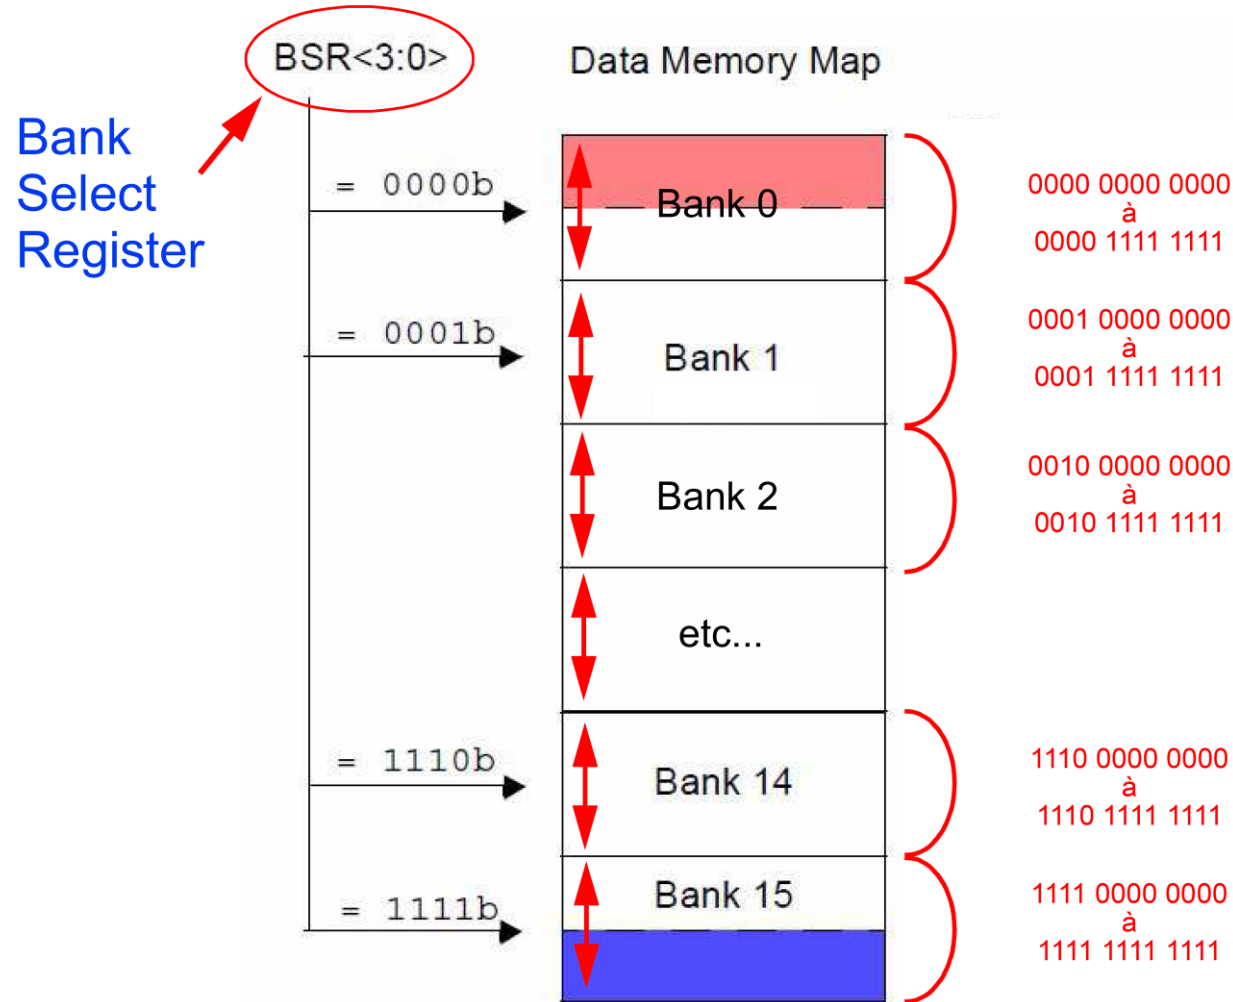 BSR<3:0>
Data Memory Map
Bank
Select
Register
= 0000b
Bank 0
0000 0000 0000
à
0000 1111 1111
= 0001b
Bank 1
0001 0000 0000
à
0001 1111 1111
Bank 2
0010 0000 0000
à
0010 1111 1111
etc...
= 1110b
Bank 14
1110 0000 0000
à
1110 1111 1111
= 1111b
Bank 15
1111 0000 0000
à
1111 1111 1111